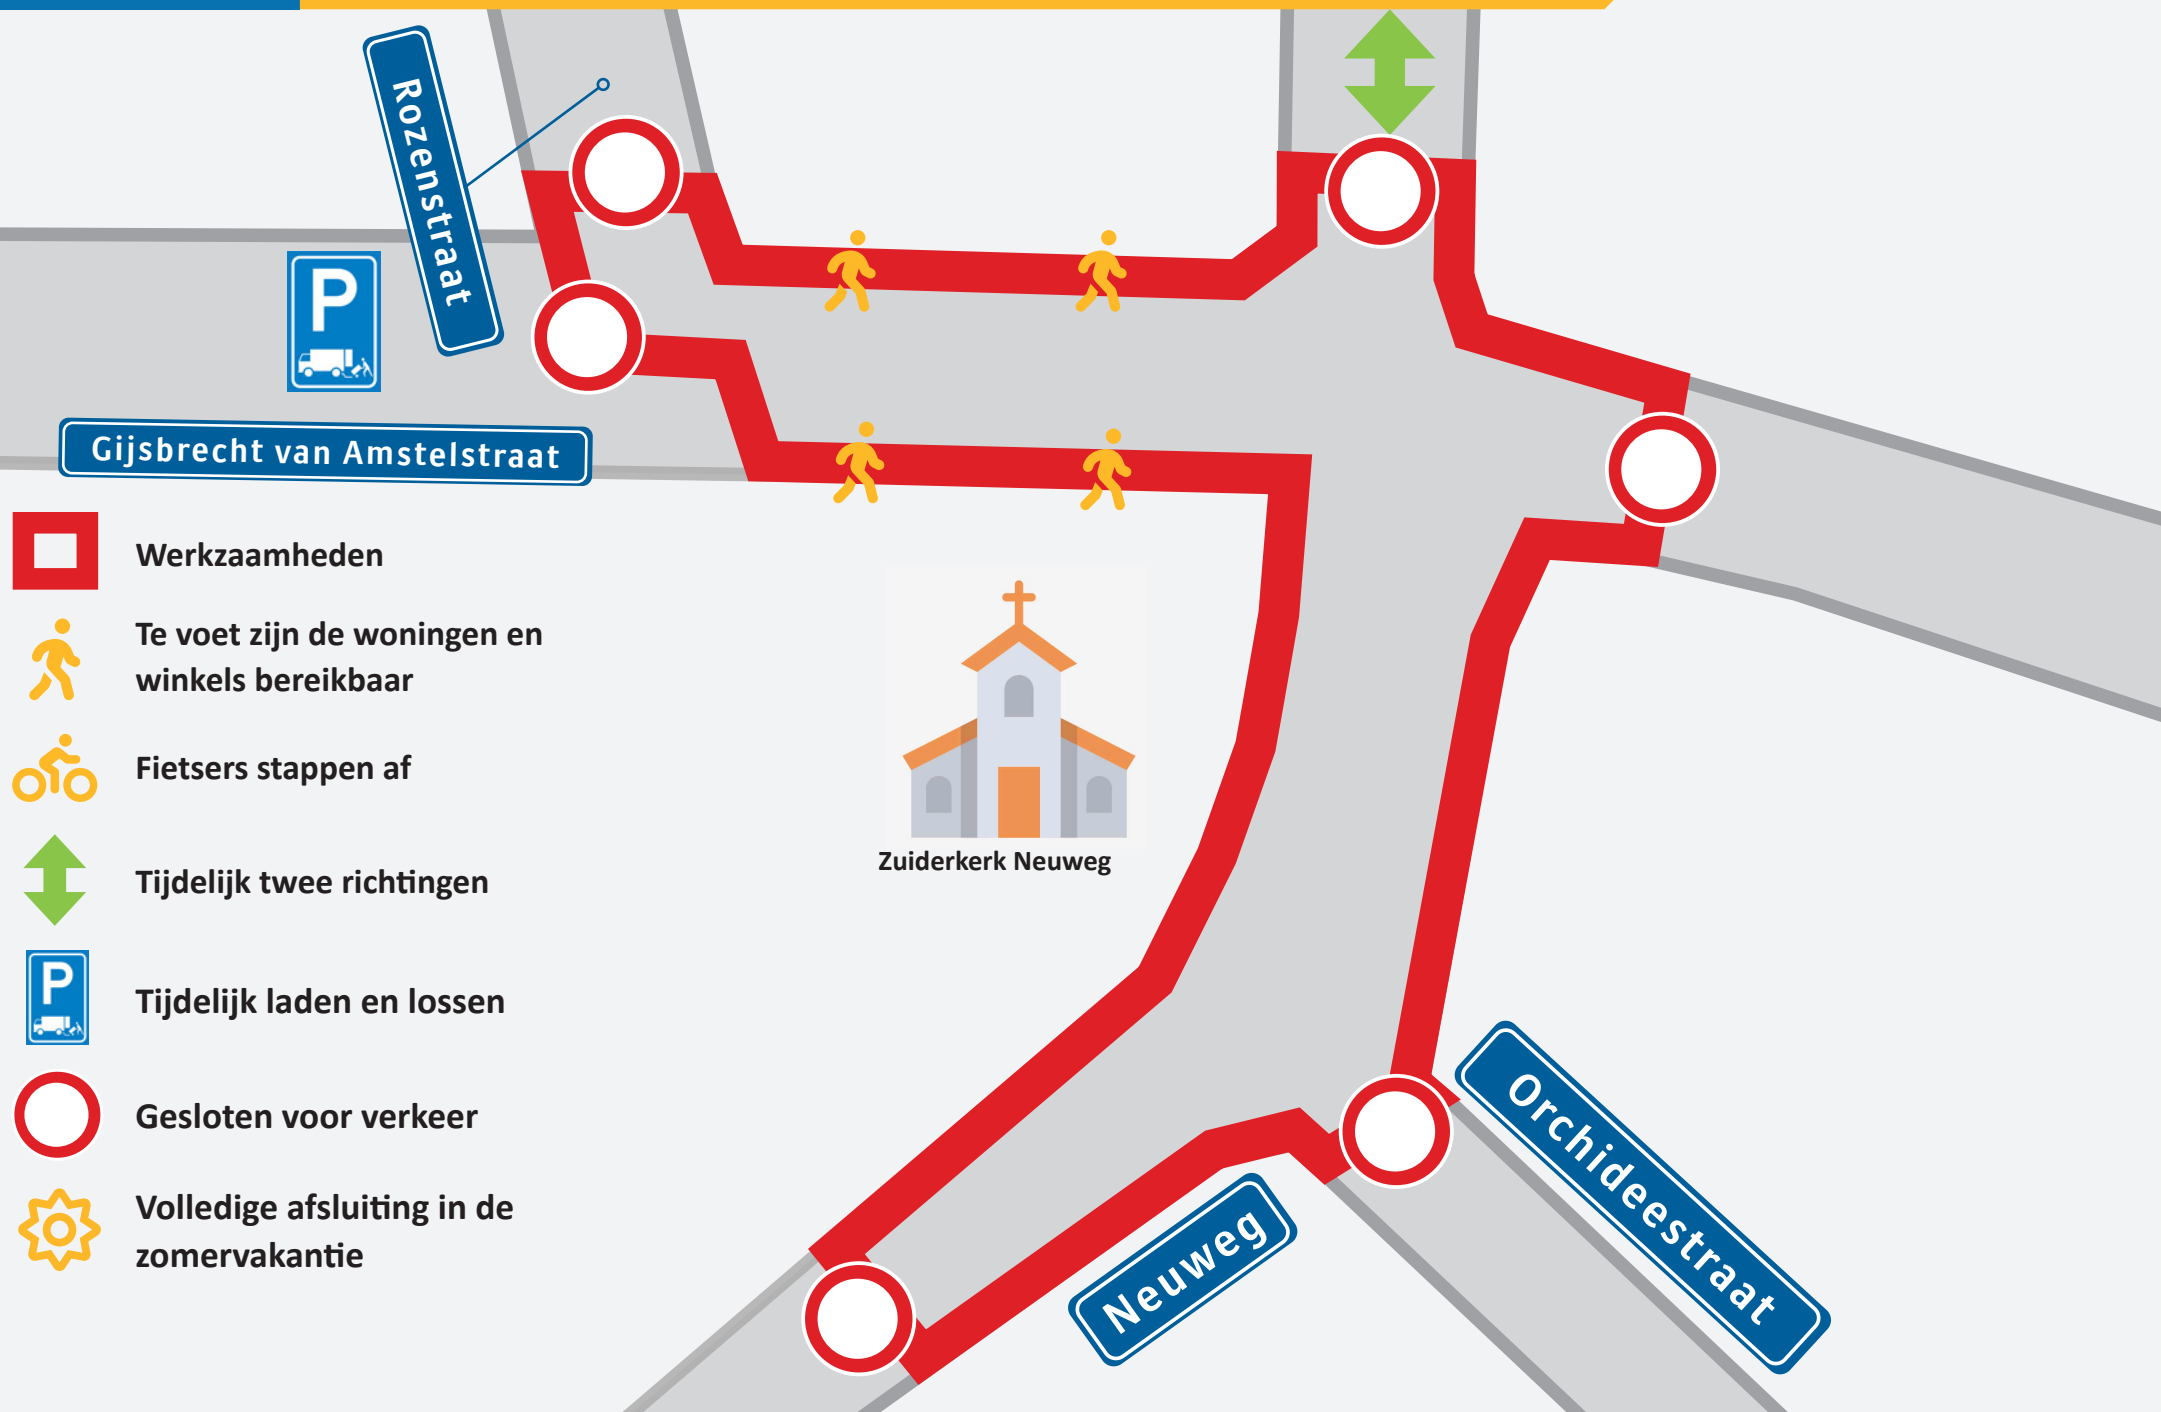 Rozenstraat
P
Gijsbrecht van Amstelstraat
Werkzaamheden
Te voet zijn de woningen en
winkels bereikbaar
Fietsers stappen af
Tijdelijk twee richtingen
P
Tijdelijk laden en lossen
Gesloten voor verkeer
Volledige afsluiting in de
zomervakantie
Zuiderkerk Neuweg
Neuweg
Orchideestraat